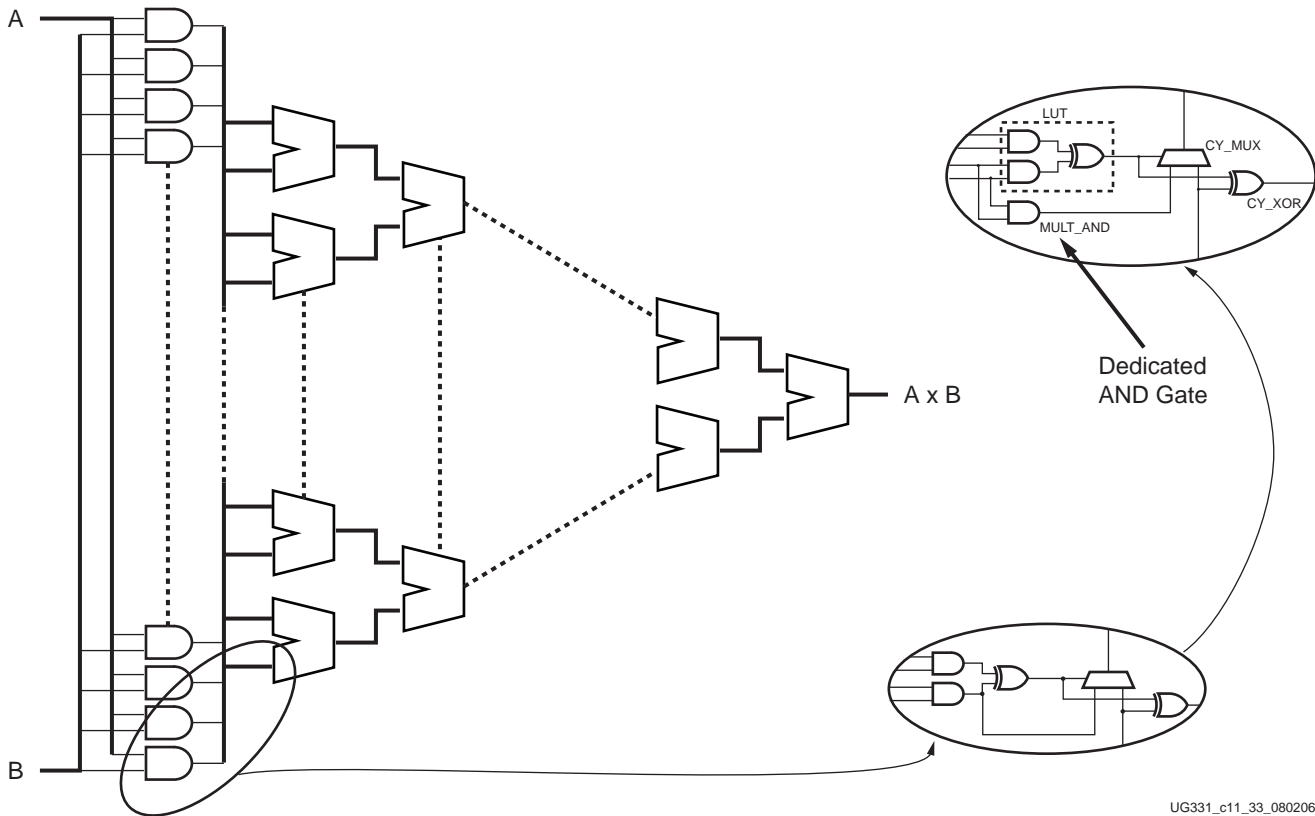 A
LUT
CY_MUX
CY_XOR
MULT_AND
Dedicated
AND Gate
A x B
B
UG331_c11_33_080206